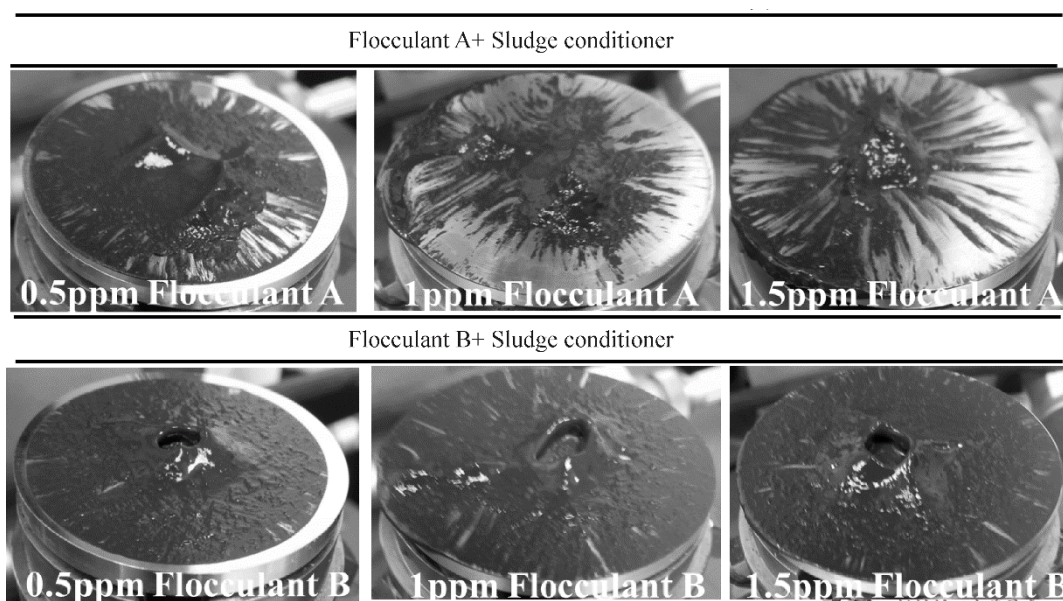 Flocculant A+ Sludge conditioner
0.5ppm Flocculant A
1ppm Flocculant A
1.5ppm Flocculant A
Flocculant B+ Sludge conditioner
0.5ppm Flocculant B
1ppm Flocculant B
1.5ppm Flocculant B